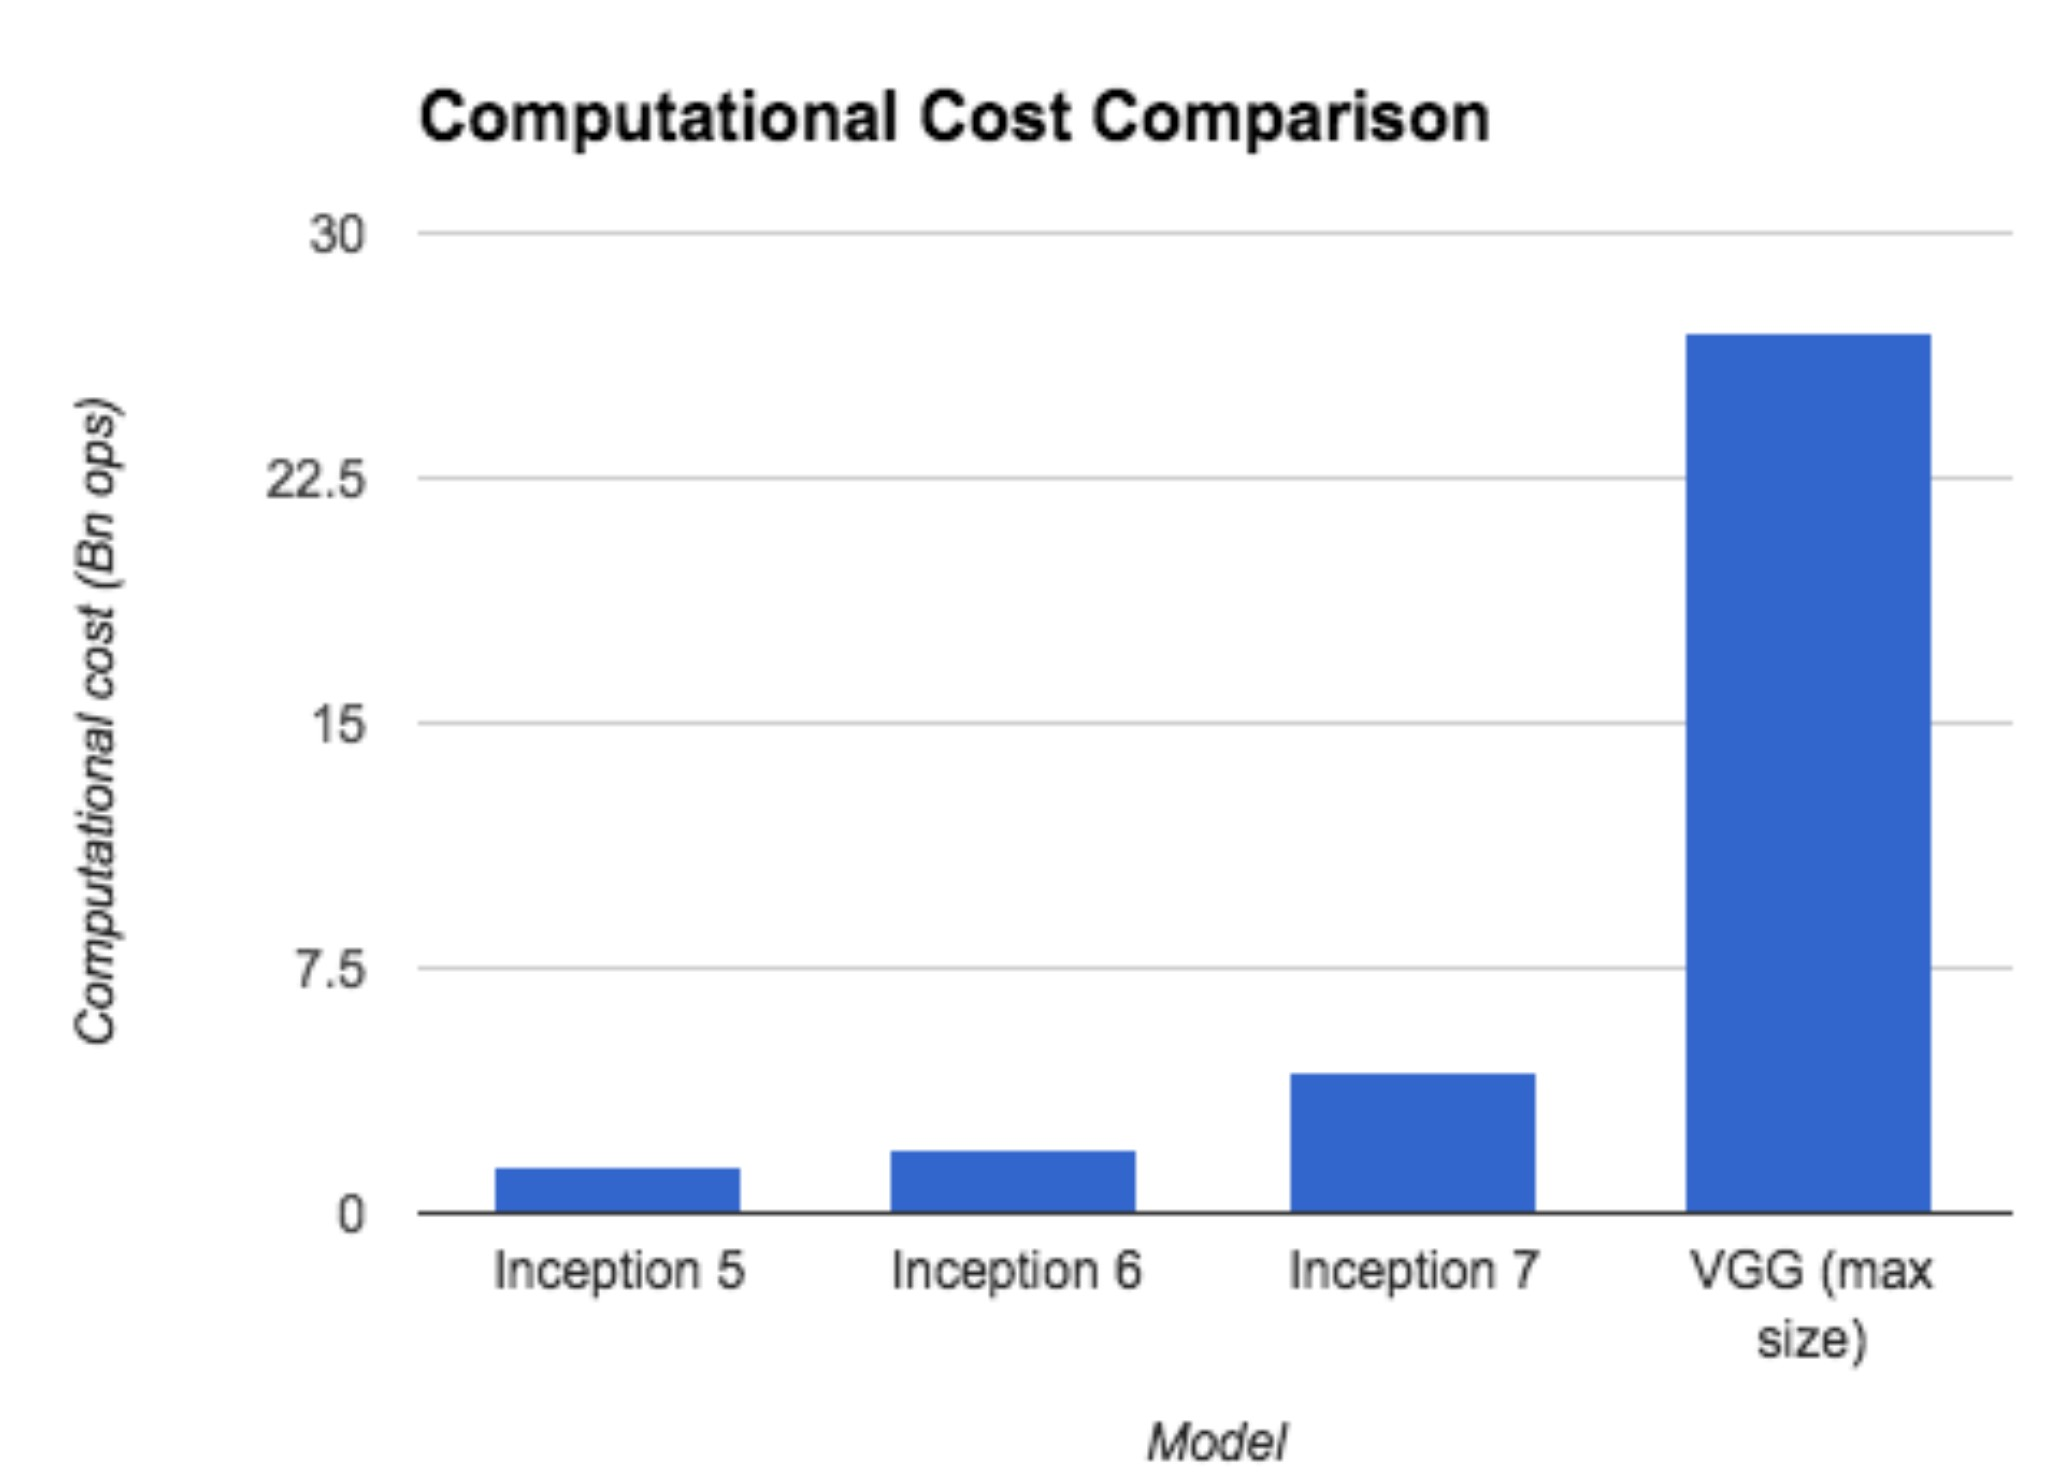 Computational Cost Comparison
30
22.5
15
7.5
0
Computational cost (Bn ops)
Inception 5
Inception 6
Inception 7
VGG (max
size)
Model